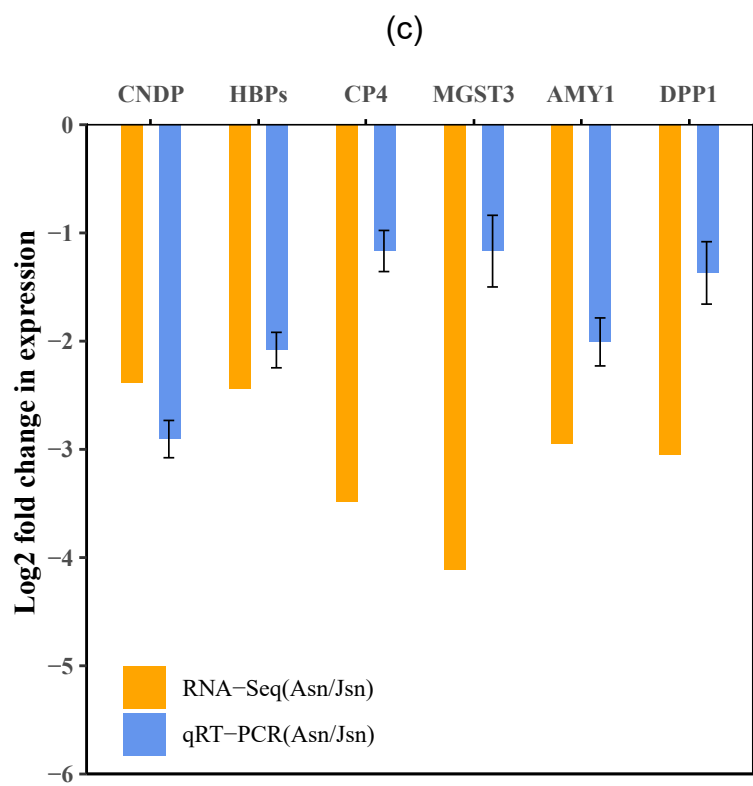 (c)
CNDP HBPs CP4 MGST3 AMY1 DPP1
0
−1
−2
−3
−4
−5
−6
Log2 fold change in expression
RNA−Seq(Asn/Jsn)
qRT−PCR(Asn/Jsn)